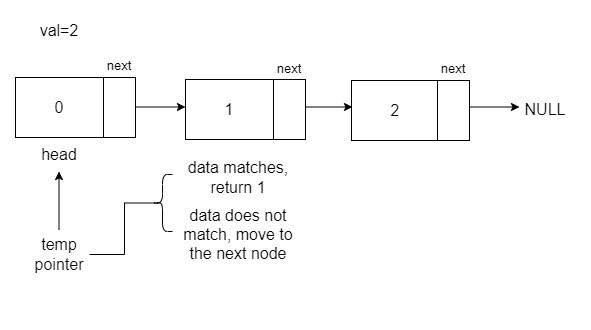 val=2
next
next
next
0
1
2
NULL
head
data matches,
return 1
data does not
match, move to
the next node
temp
pointer